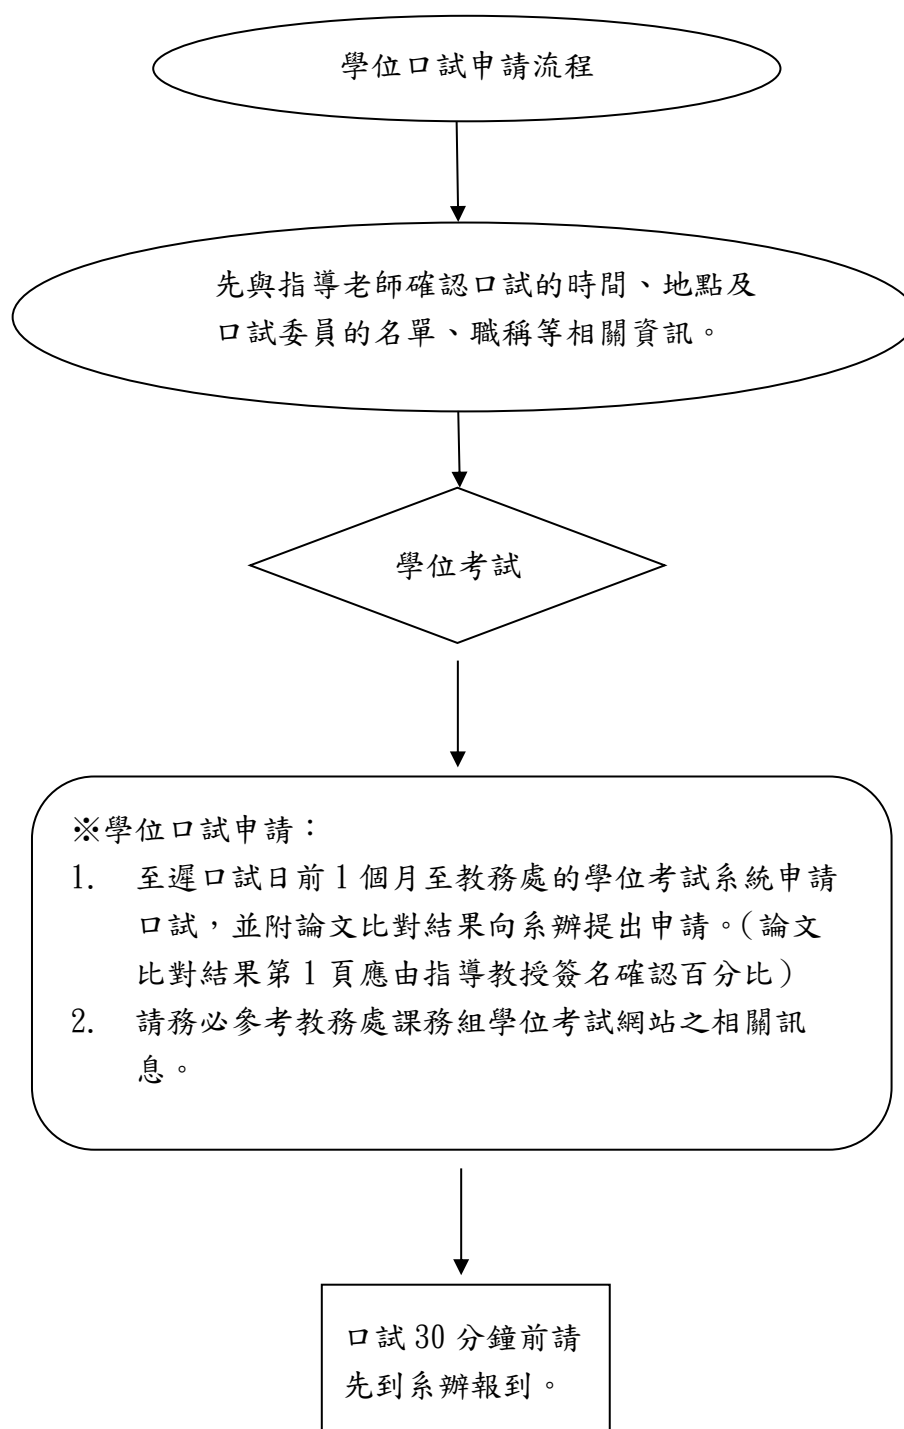 學位口試申請流程
先與指導老師確認口試的時間、地點及
口試委員的名單、職稱等相關資訊。
學位考試
※學位口試申請：
1. 至遲口試日前1個月至教務處的學位考試系統申請
口試，並附論文比對結果向系辦提出申請。(論文
比對結果第1頁應由指導教授簽名確認百分比)
2. 請務必參考教務處課務組學位考試網站之相關訊
息。
口試30分鐘前請
先到系辦報到。